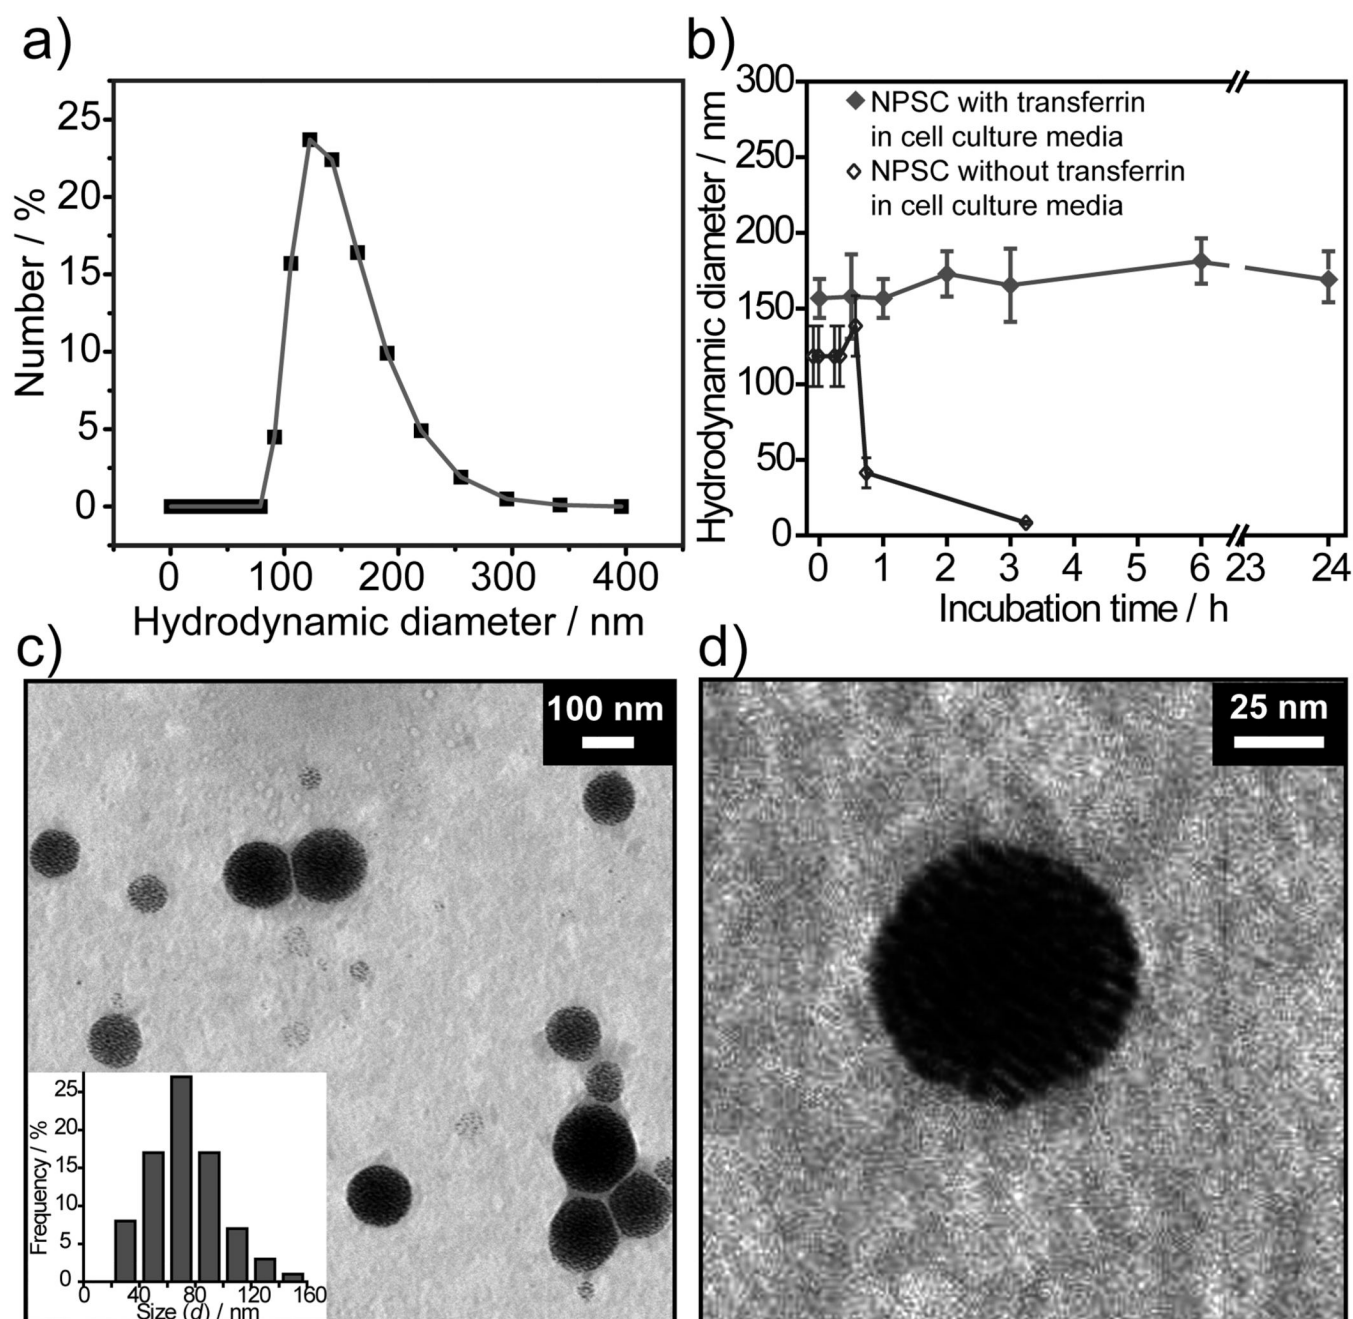 a)
25
20
15
10
5
0
Number / %
0 100 200 300 400
Hydrodynamic diameter / nm
b)
300
250
200
150
100
50
0
Hydrodynamic diameter / nm
NPSC with transferrin
in cell culture media
NPSC without transferrin
in cell culture media
0 1 2 3 4 5 6 23 24
Incubation time / h
c)
100 nm
25
20
15
10
5
0
Frequency / %
0 40 80 120 160
Size (d) / nm
d)
25 nm